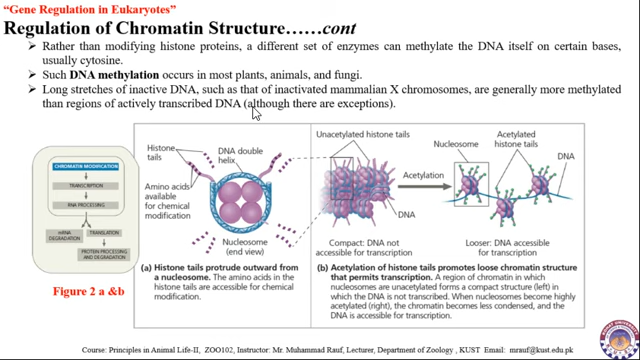 "Gene Regulation in Eukaryotes"
Regulation of Chromatin Structure……cont
➢ Rather than modifying histone proteins, a different set of enzymes can methylate the DNA itself on certain bases,
usually cytosine.
➢ Such DNA methylation occurs in most plants, animals, and fungi.
➢ Long stretches of inactive DNA, such as that of inactivated mammalian X chromosomes, are generally more methylated
than regions of actively transcribed DNA (although there are exceptions).
CHROMATIN MODIFICATION
TRANSCRIPTION
RNA PROCESSING
mRNA
DEGRADATION
TRANSLATION
PROTEIN PROCESSING
AND DEGRADATION
Figure 2 a &b
Histone
tails
DNA double
helix
Amino acids
available
for chemical
modification
Nucleosome
(end view)
(a) Histone tails protrude outward from
a nucleosome. The amino acids in the
histone tails are accessible for chemical
modification.
Unacetylated histone tails
Acetylated
histone tails
Nucleosome
DNA
Acetylation
DNA
Compact: DNA not
accessible for transcription
Looser: DNA accessible
for transcription
(b) Acetylation of histone tails promotes loose chromatin structure
that permits transcription. A region of chromatin in which
nucleosomes are unacetylated forms a compact structure (left) in
which the DNA is not transcribed. When nucleosomes become highly
acetylated (right), the chromatin becomes less condensed, and the
DNA is accessible for transcription.
Course: Principles in Animal Life-II, ZOO102, Instructor: Mr. Muhammad Rauf, Lecturer, Department of Zoology , KUST Email: mrauf@kust.edu.pk